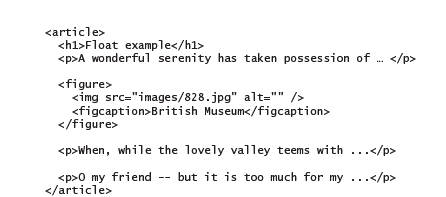 <article>
<h1>Float example</h1>
<p>A wonderful serenity has taken possession of … </p>
<figure>
<img src="images/828.jpg" alt="" />
<figcaption>British Museum</figcaption>
</figure>
<p>When, while the lovely valley teems with ...</p>
<p>O my friend -- but it is too much for my ...</p>
</article>